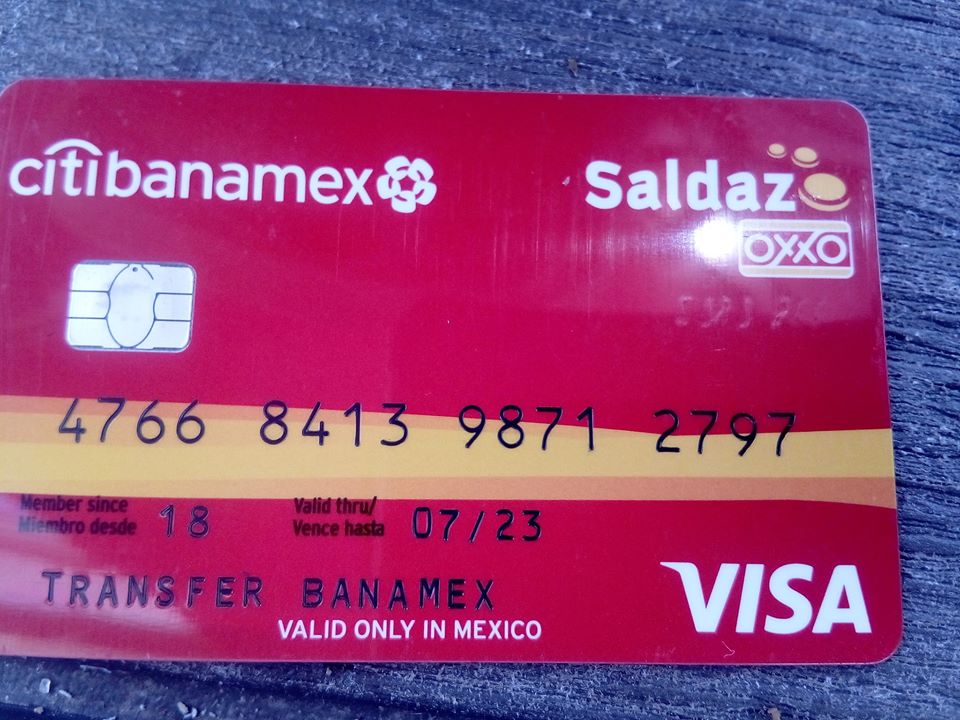 citibanamex
Saldazo
OXXO
4766 8413 9871 2797
Member since
Miembro desde 18
Valid thru/
Vence hasta 07/23
TRANSFER BANAMEX
VALID ONLY IN MEXICO
VISA